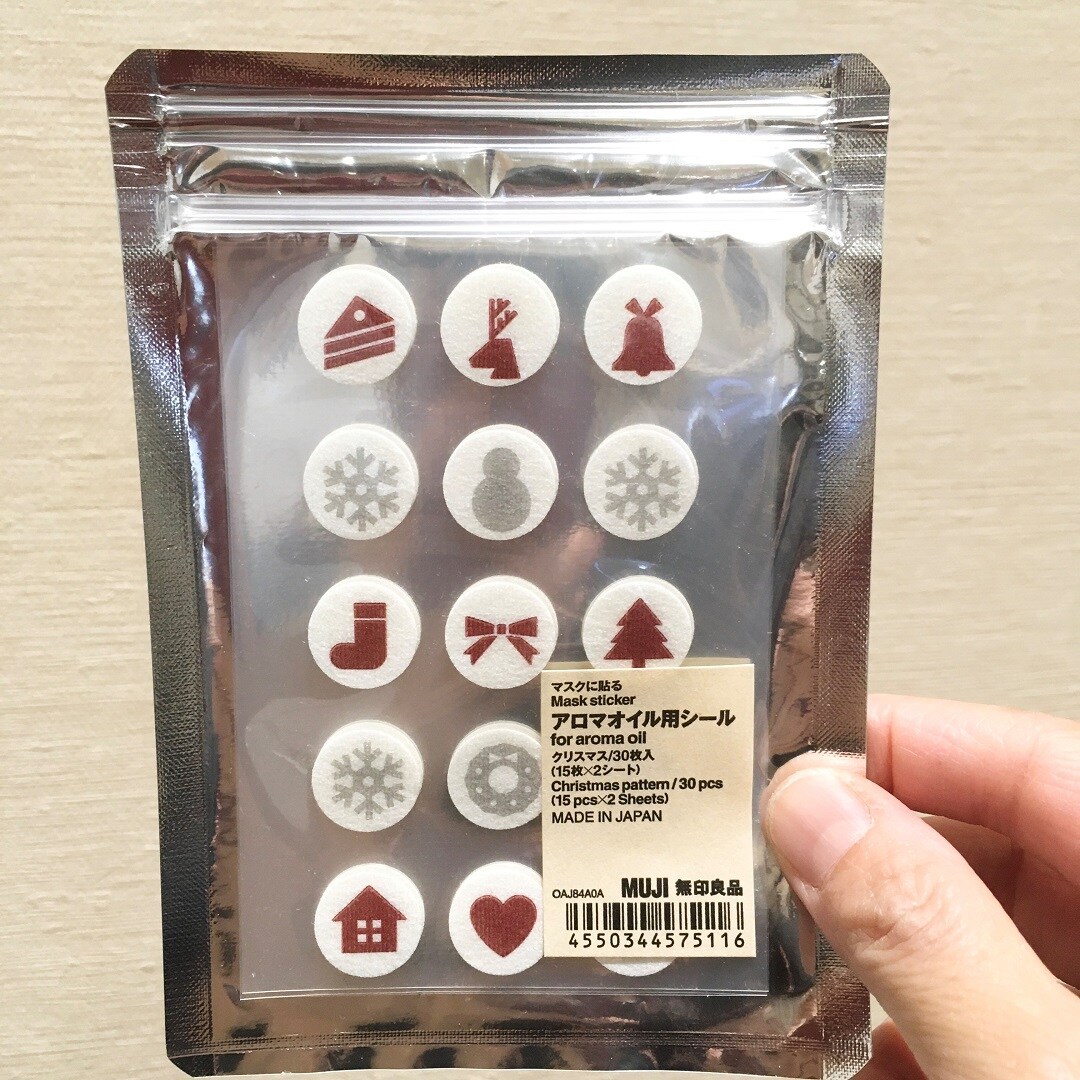 マスクに貼る
Mask sticker
アロマオイル用シール
for aroma oil
クリスマス/30枚入
(15枚×2シート)
Christmas pattern / 30 pcs
(15 pcs×2 Sheets)
MADE IN JAPAN
OAJ84A0A MUJI 無印良品
4550344575116